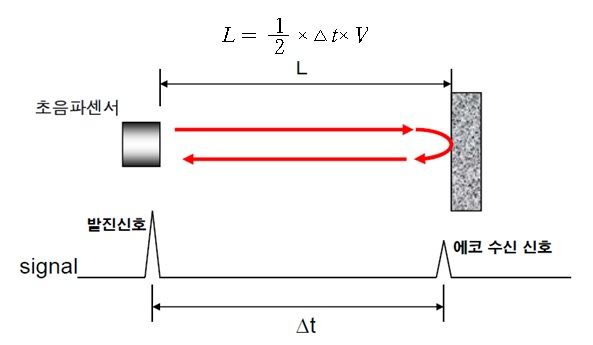 L = 1/2 × △t× V
L
초음파센서
발진신호
에코 수신 신호
signal
Δt